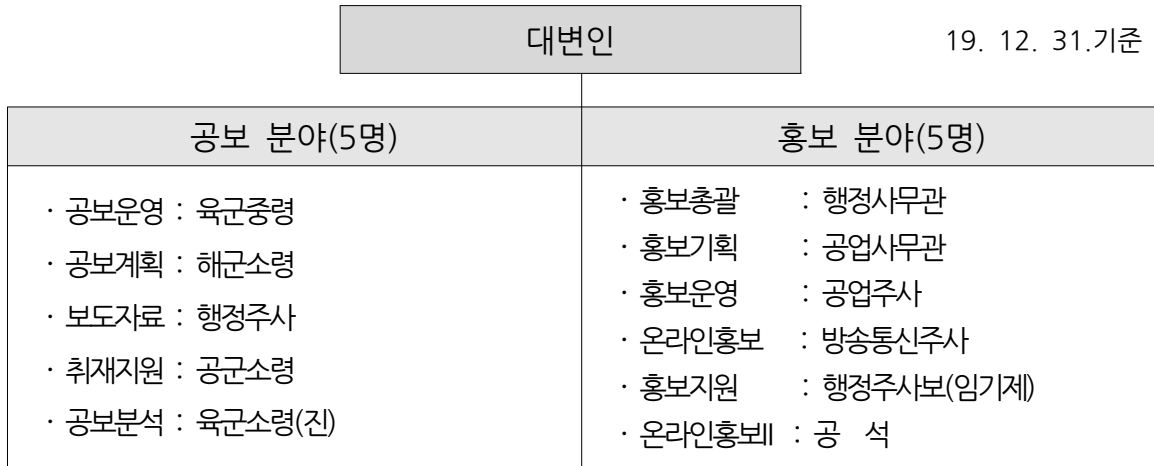 대변인
19. 12. 31.기준
공보 분야(5명)
· 공보운영 : 육군중령
· 공보계획 : 해군소령
· 보도자료 : 행정주사
· 취재지원 : 공군소령
· 공보분석 : 육군소령(진)
홍보 분야(5명)
· 홍보총괄 : 행정사무관
· 홍보기획 : 공업사무관
· 홍보운영 : 공업주사
· 온라인홍보 : 방송통신주사
· 홍보지원 : 행정주사보(임기제)
· 온라인홍보Ⅱ : 공 석